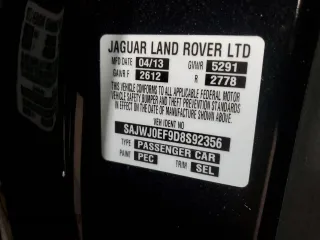 JAGUAR LAND ROVER LTD
MFD DATE 04/13 GVWR 5291
GAWR F 2612 R 2778
THIS VEHICLE CONFORMS TO ALL APPLICABLE FEDERAL MOTOR
VEHICLE SAFETY BUMPER AND THEFT PREVENTION STANDARDS
IN EFFECT ON THE DATE OF MANUFACTURE SHOWN ABOVE
VEH IDENT NO
SAJWJ0EF9D8S92356
TYPE PASSENGER CAR
PAINT PEC TRIM SEL